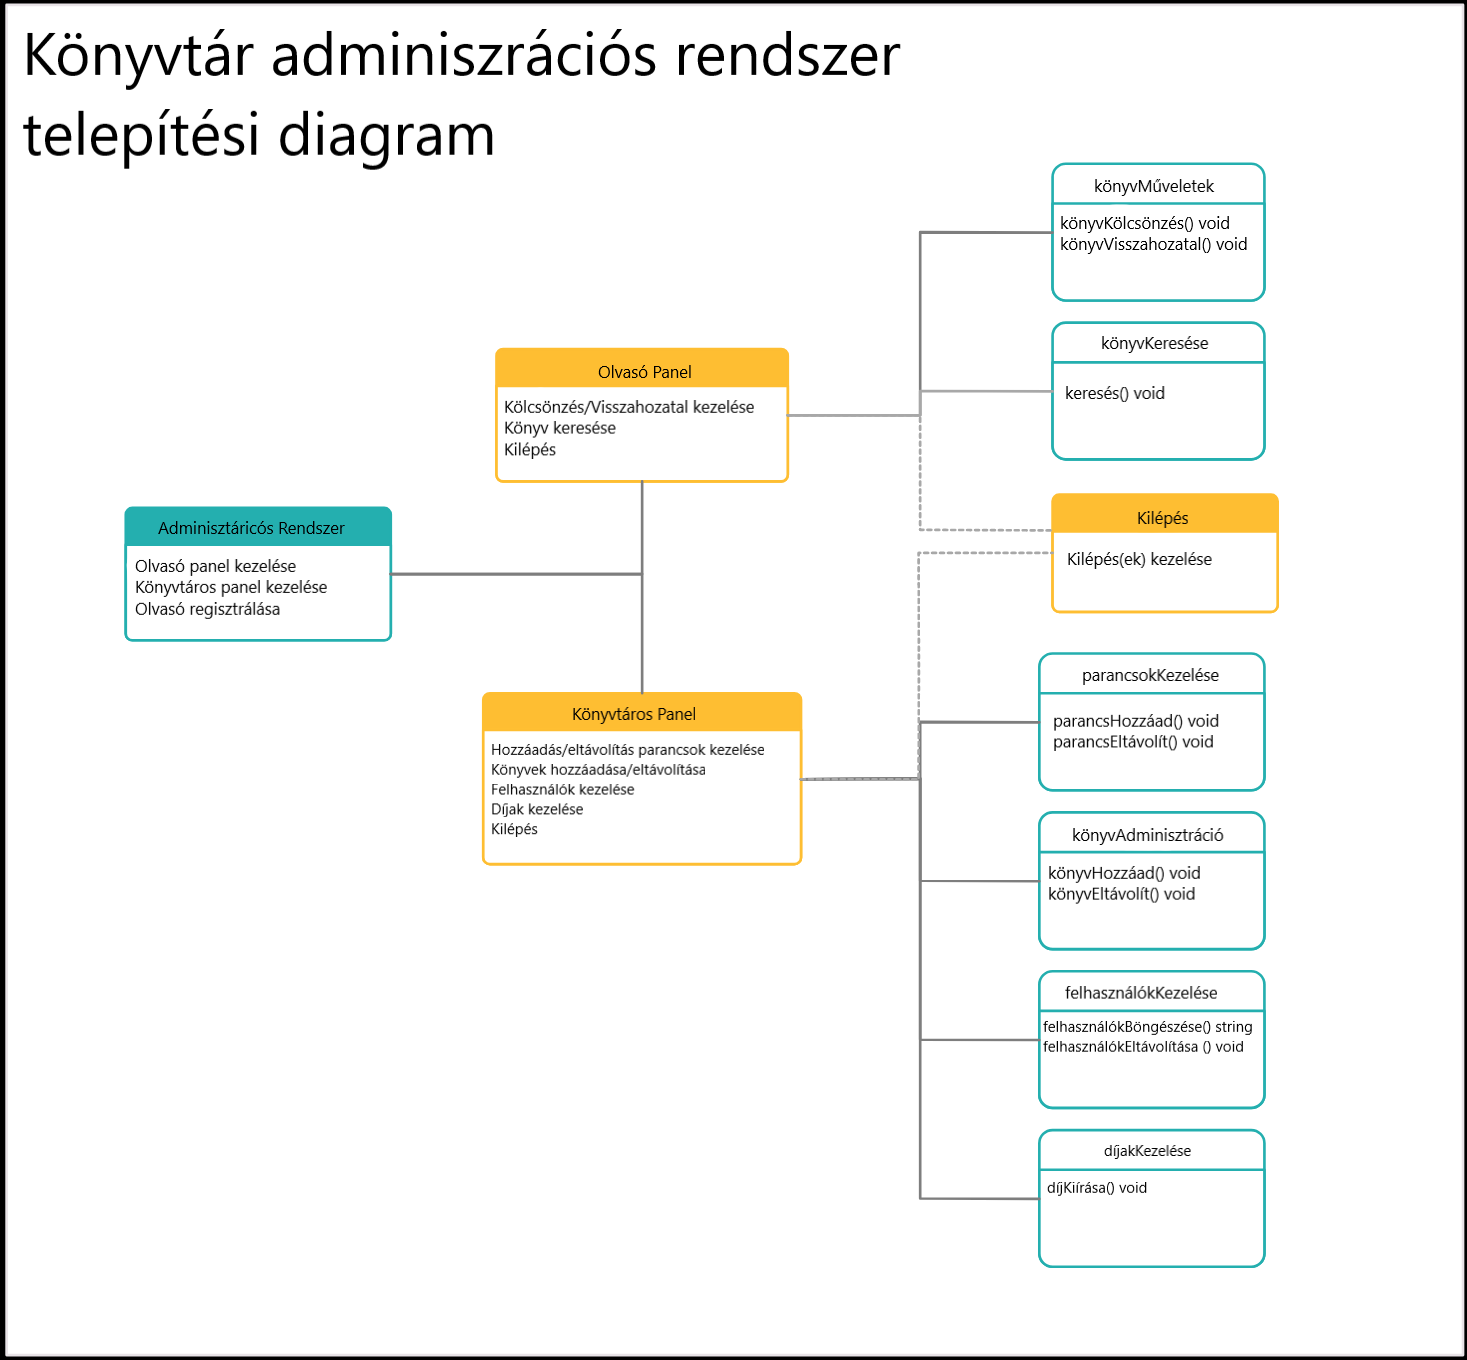 Könyvtár adminiszrációs rendszer
telepítési diagram
könyvMűveletek
könyvKölcsönzés() void
könyvVisszahozatal() void
könyvKeresése
keresés() void
Olvasó Panel
Kölcsönzés/Visszahozatal kezelése
Könyv keresése
Kilépés
Kilépés
Kilépés(ek) kezelése
Adminisztáricós Rendszer
Olvasó panel kezelése
Könyvtáros panel kezelése
Olvasó regisztrálása
Könyvtáros Panel
Hozzáadás/eltávolítás parancsok kezelése
Könyvek hozzáadása/eltávolítása
Felhasználók kezelése
Díjak kezelése
Kilépés
parancsokKezelése
parancsHozzáad() void
parancsEltávolít() void
könyvAdminisztráció
könyvHozzáad() void
könyvEltávolít() void
felhasználókKezelése
felhasználókBöngészése() string
felhasználókEltávolítása () void
díjakKezelése
díjKiírása() void